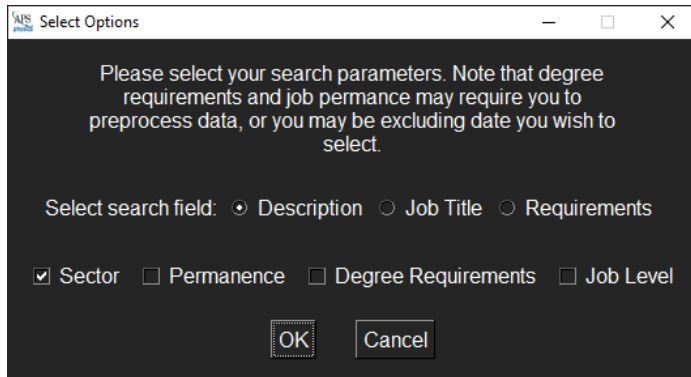 APS
physics
Select Options
Please select your search parameters. Note that degree
requirements and job permance may require you to
preprocess data, or you may be excluding date you wish to
select.
Select search field: Description Job Title Requirements
Sector Permanence Degree Requirements Job Level
OK Cancel